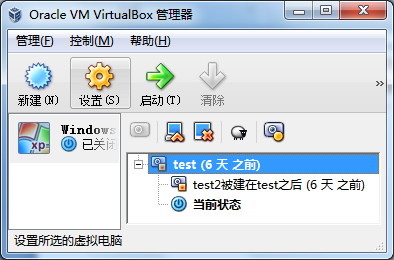 Oracle VM VirtualBox 管理器
管理(F) 控制(M) 帮助(H)
新建(N) 设置(S) 启动(T) 清除
»
Windows
xp
已关闭
test (6 天 之前)
test2被建在test之后 (6 天 之前)
当前状态
设置所选的虚拟电脑